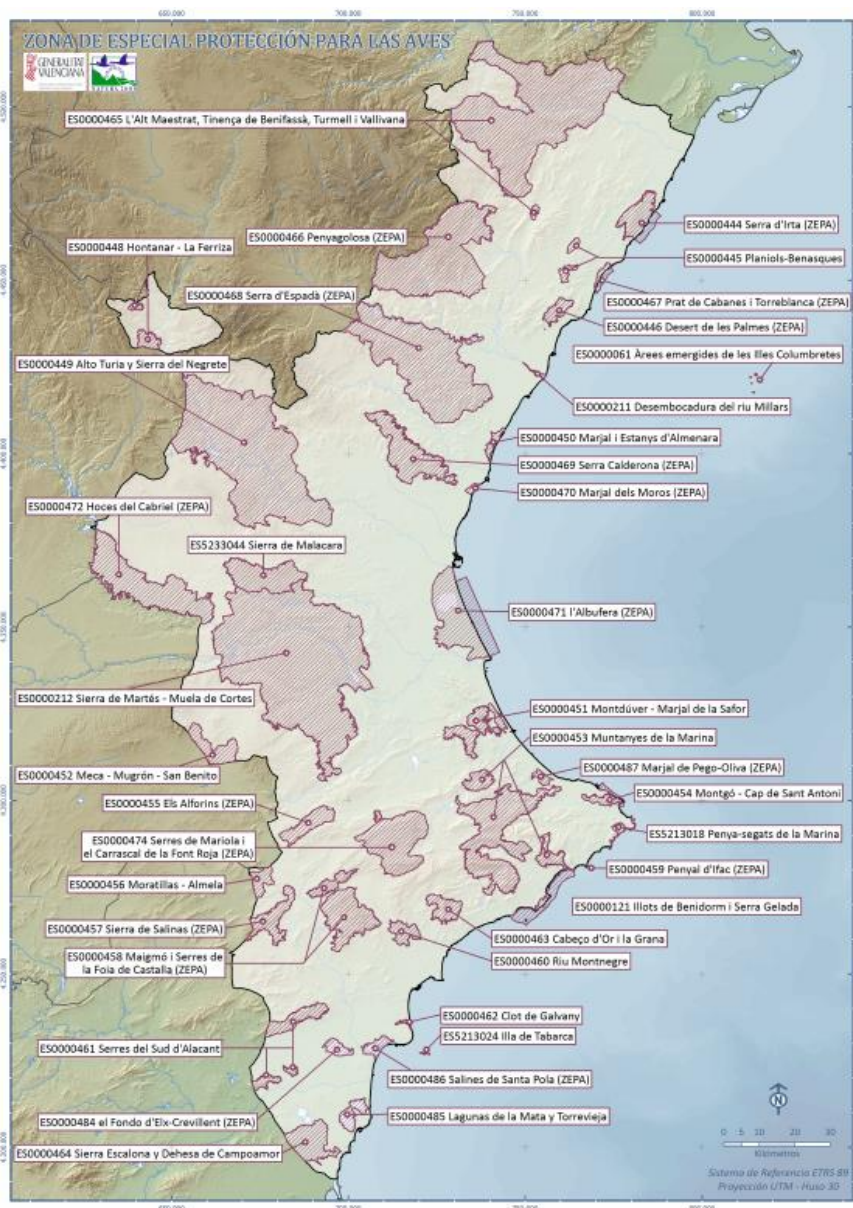 ZONA DE ESPECIAL PROTECCIÓN PARA LAS AVES
GENERALITAT
VALENCIANA
ES0000465 L'Alt Maestrat, Tinença de Benifassà, Turmell i Vallivana
ES0000466 Penyagolosa (ZEPA)
ES0000444 Serra d'Irta (ZEPA)
ES0000448 Hontanar - La Ferriza
ES0000445 Planiols-Benasques
ES0000468 Serra d'Espadà (ZEPA)
ES0000467 Prat de Cabanes i Torreblanca (ZEPA)
ES0000446 Desert de les Palmes (ZEPA)
ES0000449 Alto Turia y Sierra del Negrete
ES0000061 Àrees emergides de les Illes Columbretes
ES0000211 Desembocadura del riu Millars
ES0000450 Marjal i Estanys d'Almenara
ES0000469 Serra Calderona (ZEPA)
ES0000470 Marjal dels Moros (ZEPA)
ES0000472 Hoces del Cabriel (ZEPA)
ES5233044 Sierra de Malacara
ES0000471 l'Albufera (ZEPA)
ES0000212 Sierra de Martés - Muela de Cortes
ES0000451 Montdúver - Marjal de la Safor
ES0000453 Muntanyes de la Marina
ES0000452 Meca - Mugrón - San Benito
ES0000487 Marjal de Pego-Oliva (ZEPA)
ES0000454 Montgó - Cap de Sant Antoni
ES0000455 Els Alforins (ZEPA)
ES5213018 Penya-segats de la Marina
ES0000474 Serres de Mariola i
el Carrascal de la Font Roja (ZEPA)
ES0000459 Penyal d'Ifac (ZEPA)
ES0000456 Moratillas - Almela
ES0000121 Illots de Benidorm i Serra Gelada
ES0000457 Sierra de Salinas (ZEPA)
ES0000463 Cabeço d'Or i la Grana
ES0000458 Maigmó i Serres de
la Foia de Castalla (ZEPA)
ES0000460 Riu Montnegre
ES0000462 Clot de Galvany
ES5213024 Illa de Tabarca
ES0000461 Serres del Sud d'Alacant
ES0000486 Salines de Santa Pola (ZEPA)
ES0000484 el Fondo d'Elx-Crevillent (ZEPA)
ES0000485 Lagunas de la Mata y Torrevieja
ES0000464 Sierra Escalona y Dehesa de Campoamor
N
0 5 10 20 30
Kilometros
Sistema de Referencia ETRS 89
Proyección UTM - Huso 30